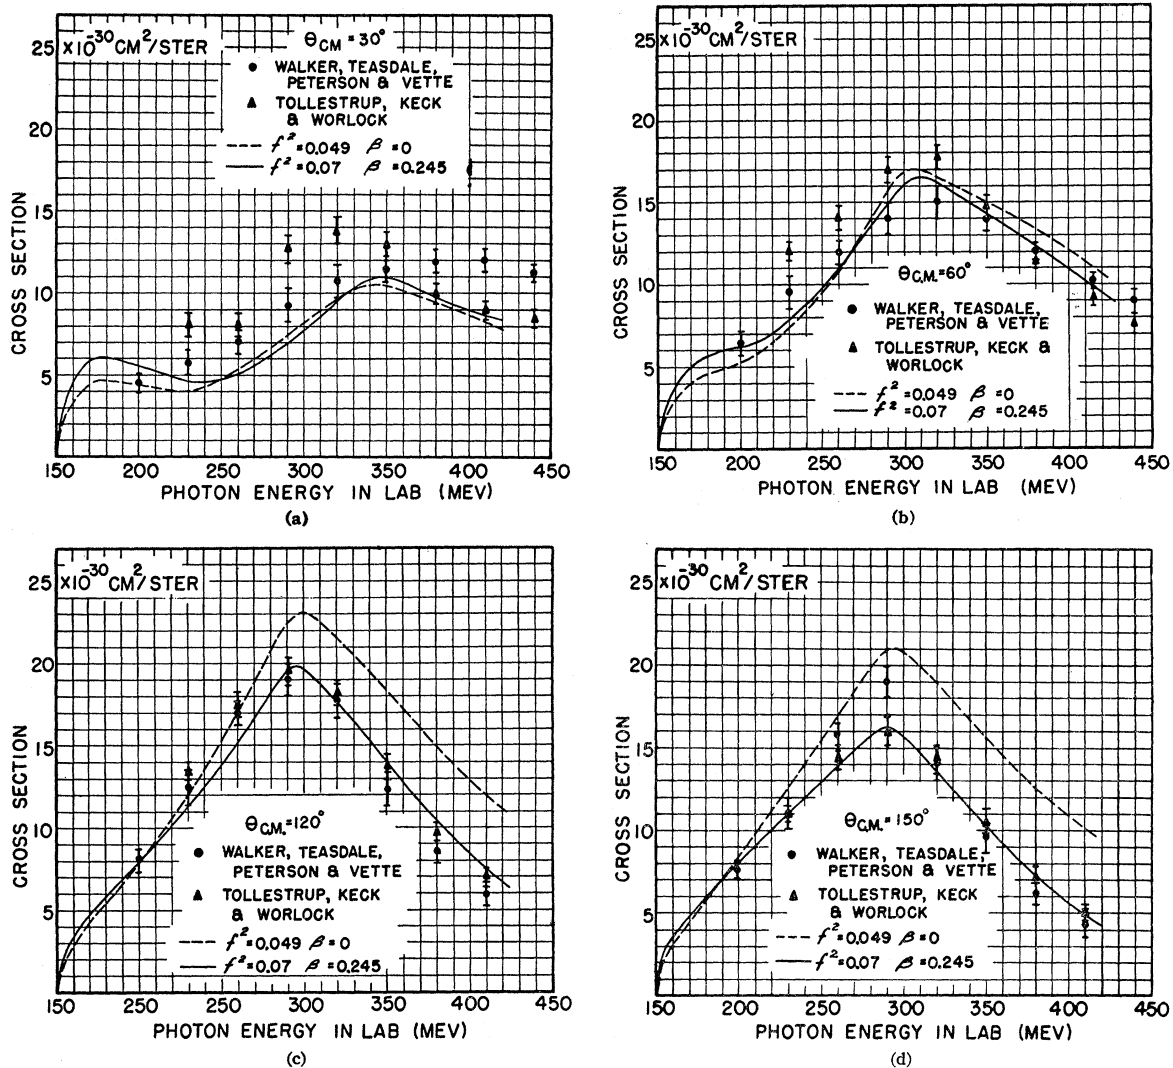 25
×10⁻³⁰CM²/STER
θCM = 30°
WALKER, TEASDALE,
PETERSON & VETTE
TOLLESTRUP, KECK
& WORLOCK
f²=0.049 β=0
f²=0.07 β=0.245
20
15
10
5
CROSS SECTION
150 200 250 300 350 400 450
PHOTON ENERGY IN LAB (MEV)
(a)
25
×10⁻³⁰CM²/STER
20
15
10
5
CROSS SECTION
θC.M.=60°
WALKER, TEASDALE,
PETERSON & VETTE
TOLLESTRUP, KECK &
WORLOCK
f²=0.049 β=0
f²=0.07 β=0.245
150 200 250 300 350 400 450
PHOTON ENERGY IN LAB (MEV)
(b)
25
×10⁻³⁰CM²/STER
20
15
10
5
CROSS SECTION
θC.M.=120°
WALKER, TEASDALE,
PETERSON & VETTE
TOLLESTRUP, KECK
& WORLOCK
f²=0.049 β=0
f²=0.07 β=0.245
150 200 250 300 350 400 450
PHOTON ENERGY IN LAB (MEV)
(c)
25
×10⁻³⁰CM²/STER
20
15
10
5
CROSS SECTION
θC.M.=150°
WALKER, TEASDALE,
PETERSON & VETTE
TOLLESTRUP, KECK
& WORLOCK
f²=0.049 β=0
f²=0.07 β=0.245
150 200 250 300 350 400 450
PHOTON ENERGY IN LAB (MEV)
(d)